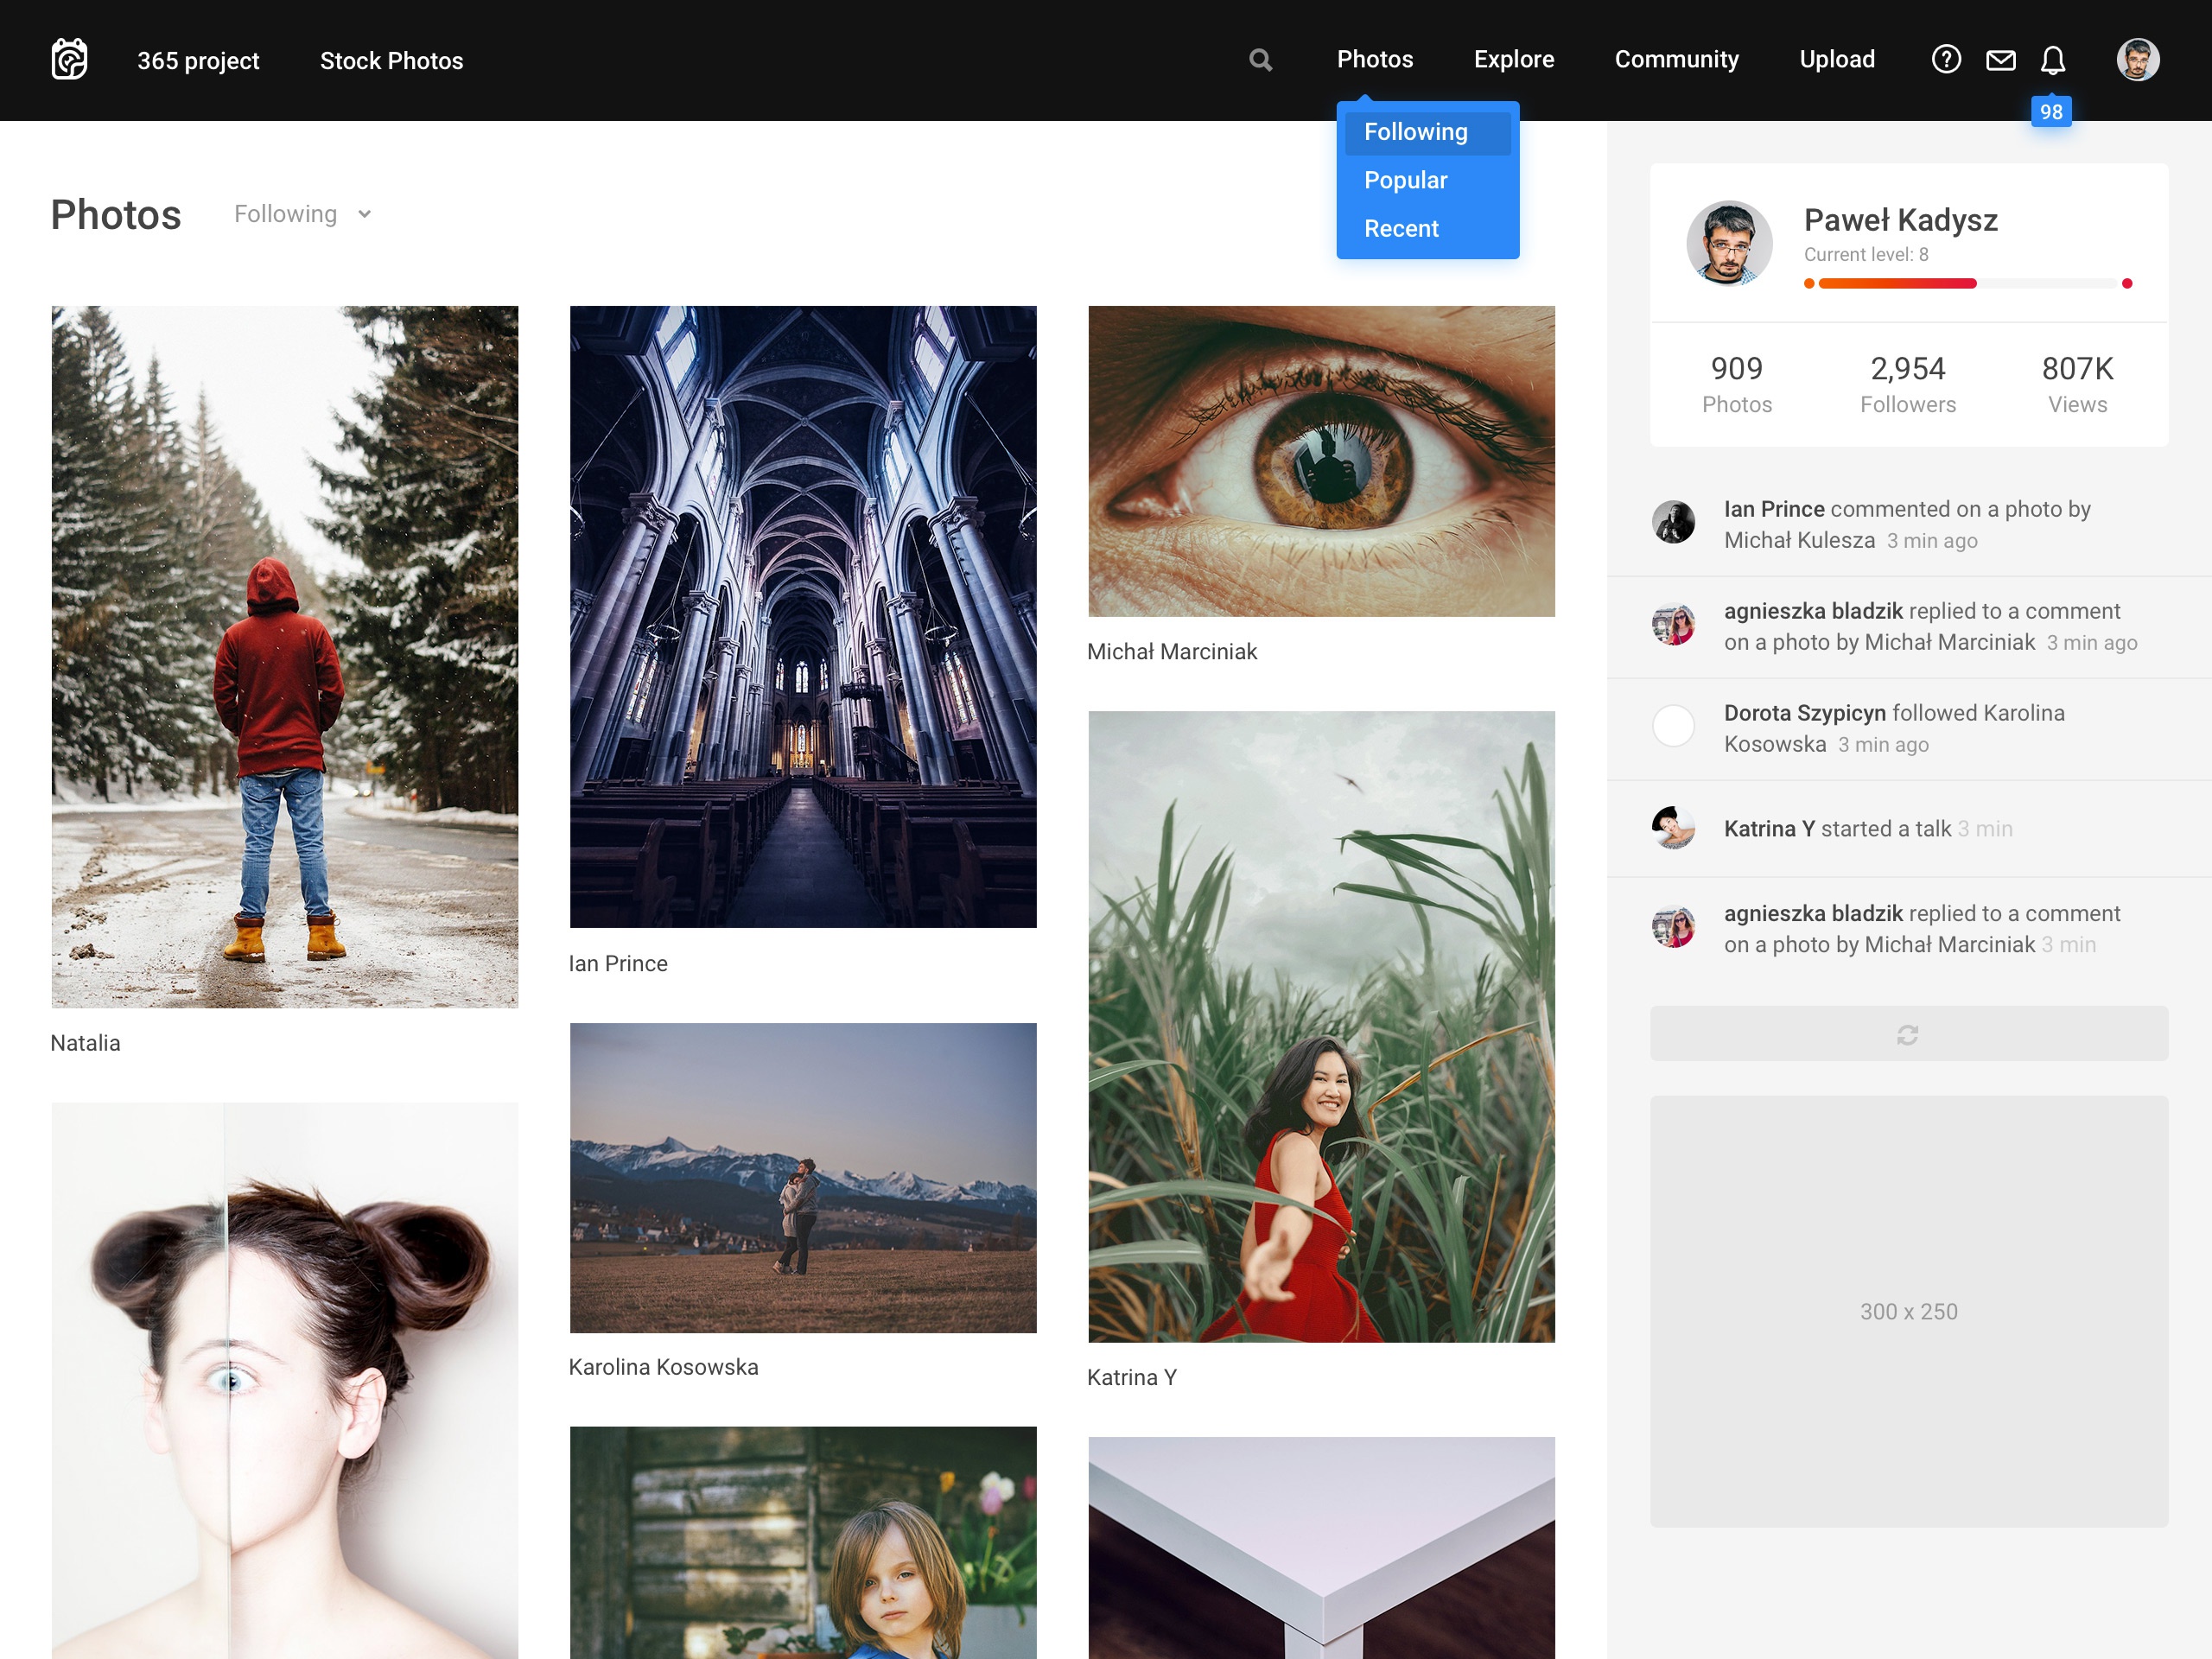 365 project
Stock Photos
Photos
Explore
Community
Upload
98
Following
Popular
Recent
Photos
Following
Natalia
Ian Prince
Karolina Kosowska
Michał Marciniak
Katrina Y
Paweł Kadysz
Current level: 8
909
Photos
2,954
Followers
807K
Views
Ian Prince commented on a photo by
Michał Kulesza 3 min ago
agnieszka bladzik replied to a comment
on a photo by Michał Marciniak 3 min ago
Dorota Szypicyn followed Karolina
Kosowska 3 min ago
Katrina Y started a talk 3 min
agnieszka bladzik replied to a comment
on a photo by Michał Marciniak 3 min
300 x 250